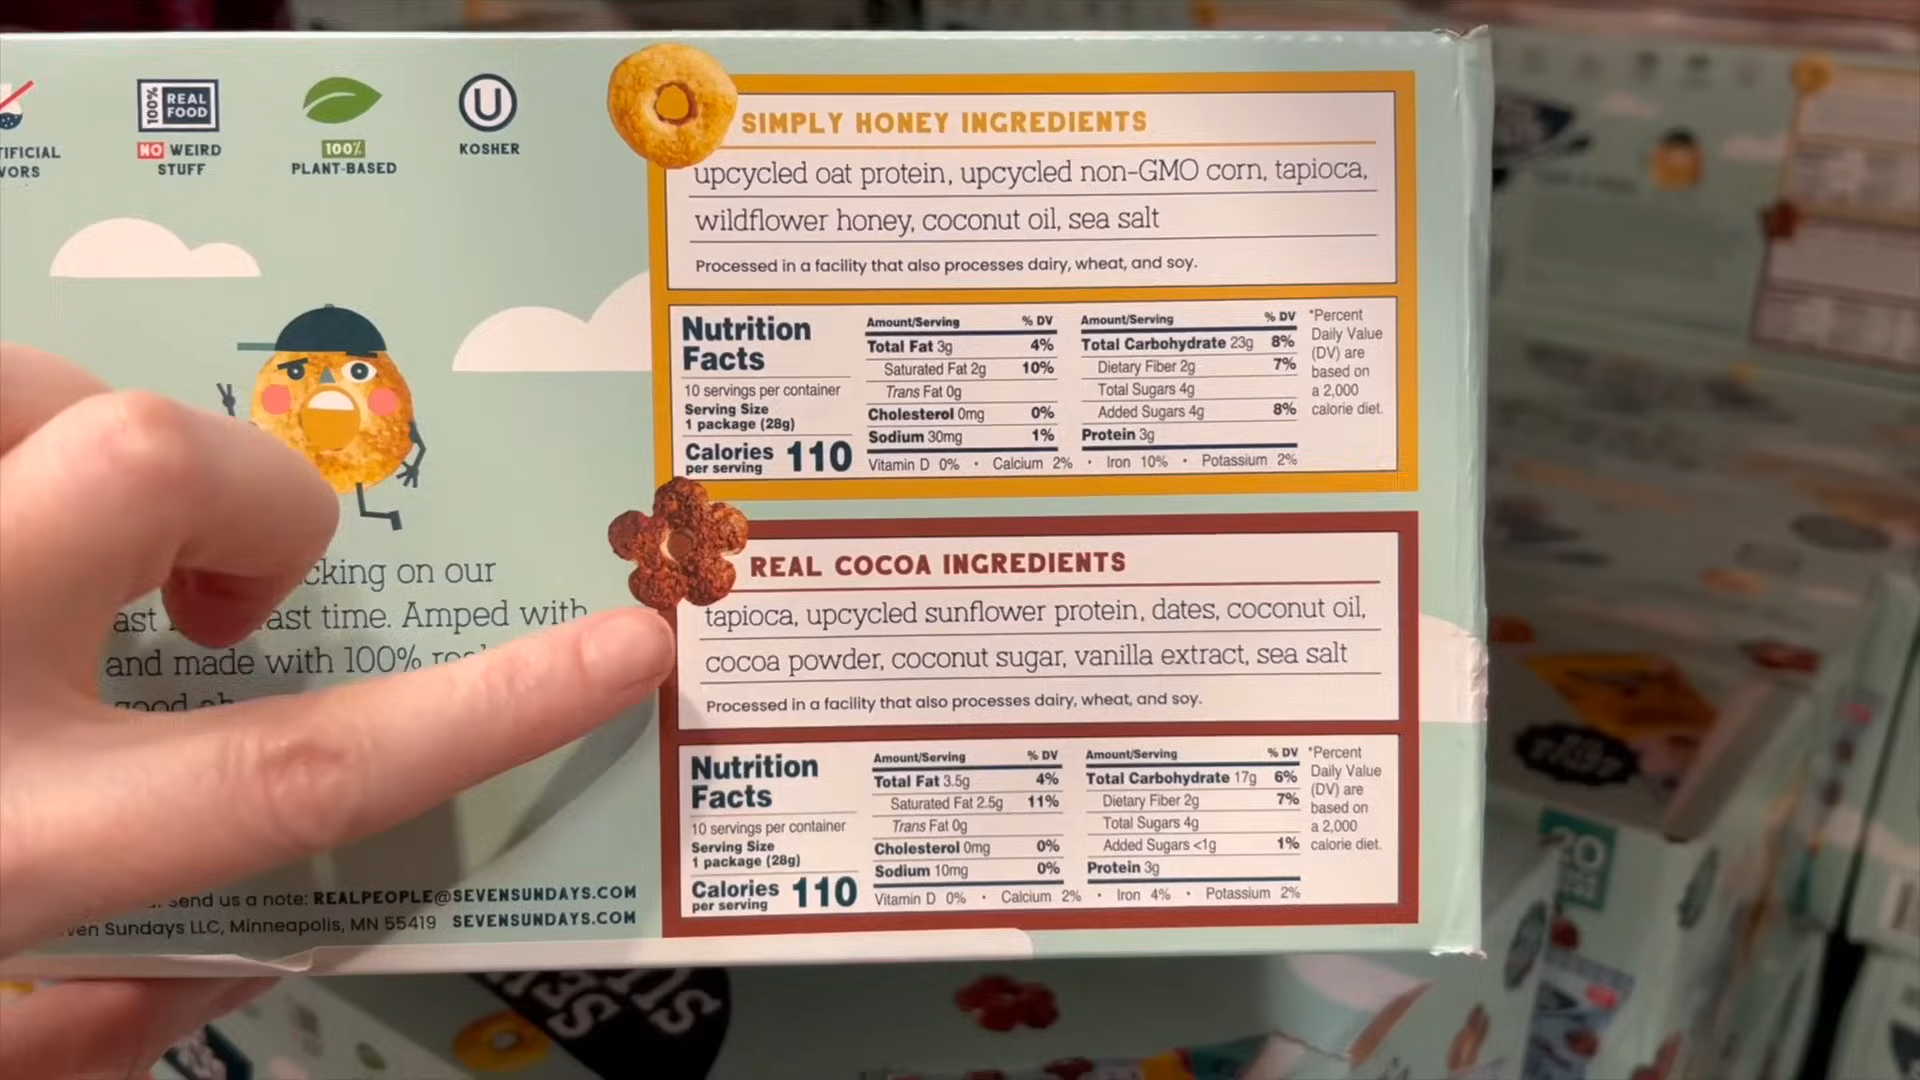 TIFICIAL
VORS
100%
REAL
FOOD
NO WEIRD
STUFF
100%
PLANT-BASED
U
KOSHER
SIMPLY HONEY INGREDIENTS
upcycled oat protein, upcycled non-GMO corn, tapioca,
wildflower honey, coconut oil, sea salt
Processed in a facility that also processes dairy, wheat, and soy.
Nutrition
Facts
10 servings per container
Serving Size
1 package (28g)
Calories
per serving
110
Amount/Serving % DV
Total Fat 3g 4%
Saturated Fat 2g 10%
Trans Fat 0g
Cholesterol 0mg 0%
Sodium 30mg 1%
Amount/Serving % DV
Total Carbohydrate 23g 8%
Dietary Fiber 2g 7%
Total Sugars 4g
Added Sugars 4g 8%
Protein 3g
Vitamin D 0% • Calcium 2% • Iron 10% • Potassium 2%
*Percent
Daily Value
(DV) are
based on
a 2,000
calorie diet.
cking on our
ast ast time. Amped with
and made with 100%
good
REAL COCOA INGREDIENTS
tapioca, upcycled sunflower protein, dates, coconut oil,
cocoa powder, coconut sugar, vanilla extract, sea salt
Processed in a facility that also processes dairy, wheat, and soy.
Nutrition
Facts
10 servings per container
Serving Size
1 package (28g)
Calories
per serving
110
Amount/Serving % DV
Total Fat 3.5g 4%
Saturated Fat 2.5g 11%
Trans Fat 0g
Cholesterol 0mg 0%
Sodium 10mg 0%
Amount/Serving % DV
Total Carbohydrate 17g 6%
Dietary Fiber 2g 7%
Total Sugars 4g
Added Sugars <1g 1%
Protein 3g
Vitamin D 0% • Calcium 2% • Iron 4% • Potassium 2%
*Percent
Daily Value
(DV) are
based on
a 2,000
calorie diet.
send us a note: REALPEOPLE@SEVENSUNDAYS.COM
ven Sundays LLC, Minneapolis, MN 55419 SEVENSUNDAYS.COM
20